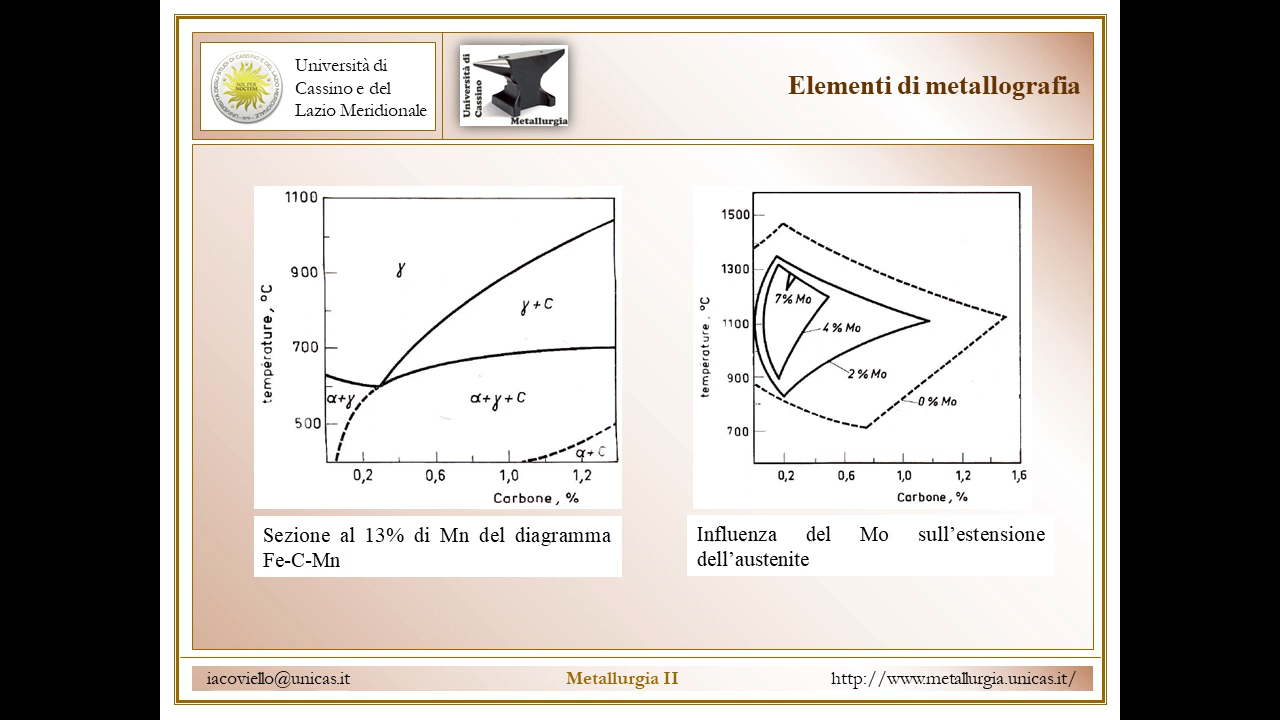 Università di
Cassino e del
Lazio Meridionale
Università di
Cassino
Metallurgia
Elementi di metallografia
1100
900
700
500
température, °C
γ
γ+C
α+γ
α+γ+C
α+C
0,2 0,6 1,0 1,2
Carbone, %
Sezione al 13% di Mn del diagramma
Fe-C-Mn
1500
1300
1100
900
700
température, °C
7% Mo
4% Mo
2% Mo
0% Mo
0,2 0,6 1,0 1,2 1,6
Carbone, %
Influenza del Mo sull’estensione
dell’austenite
iacoviello@unicas.it
Metallurgia II
http://www.metallurgia.unicas.it/